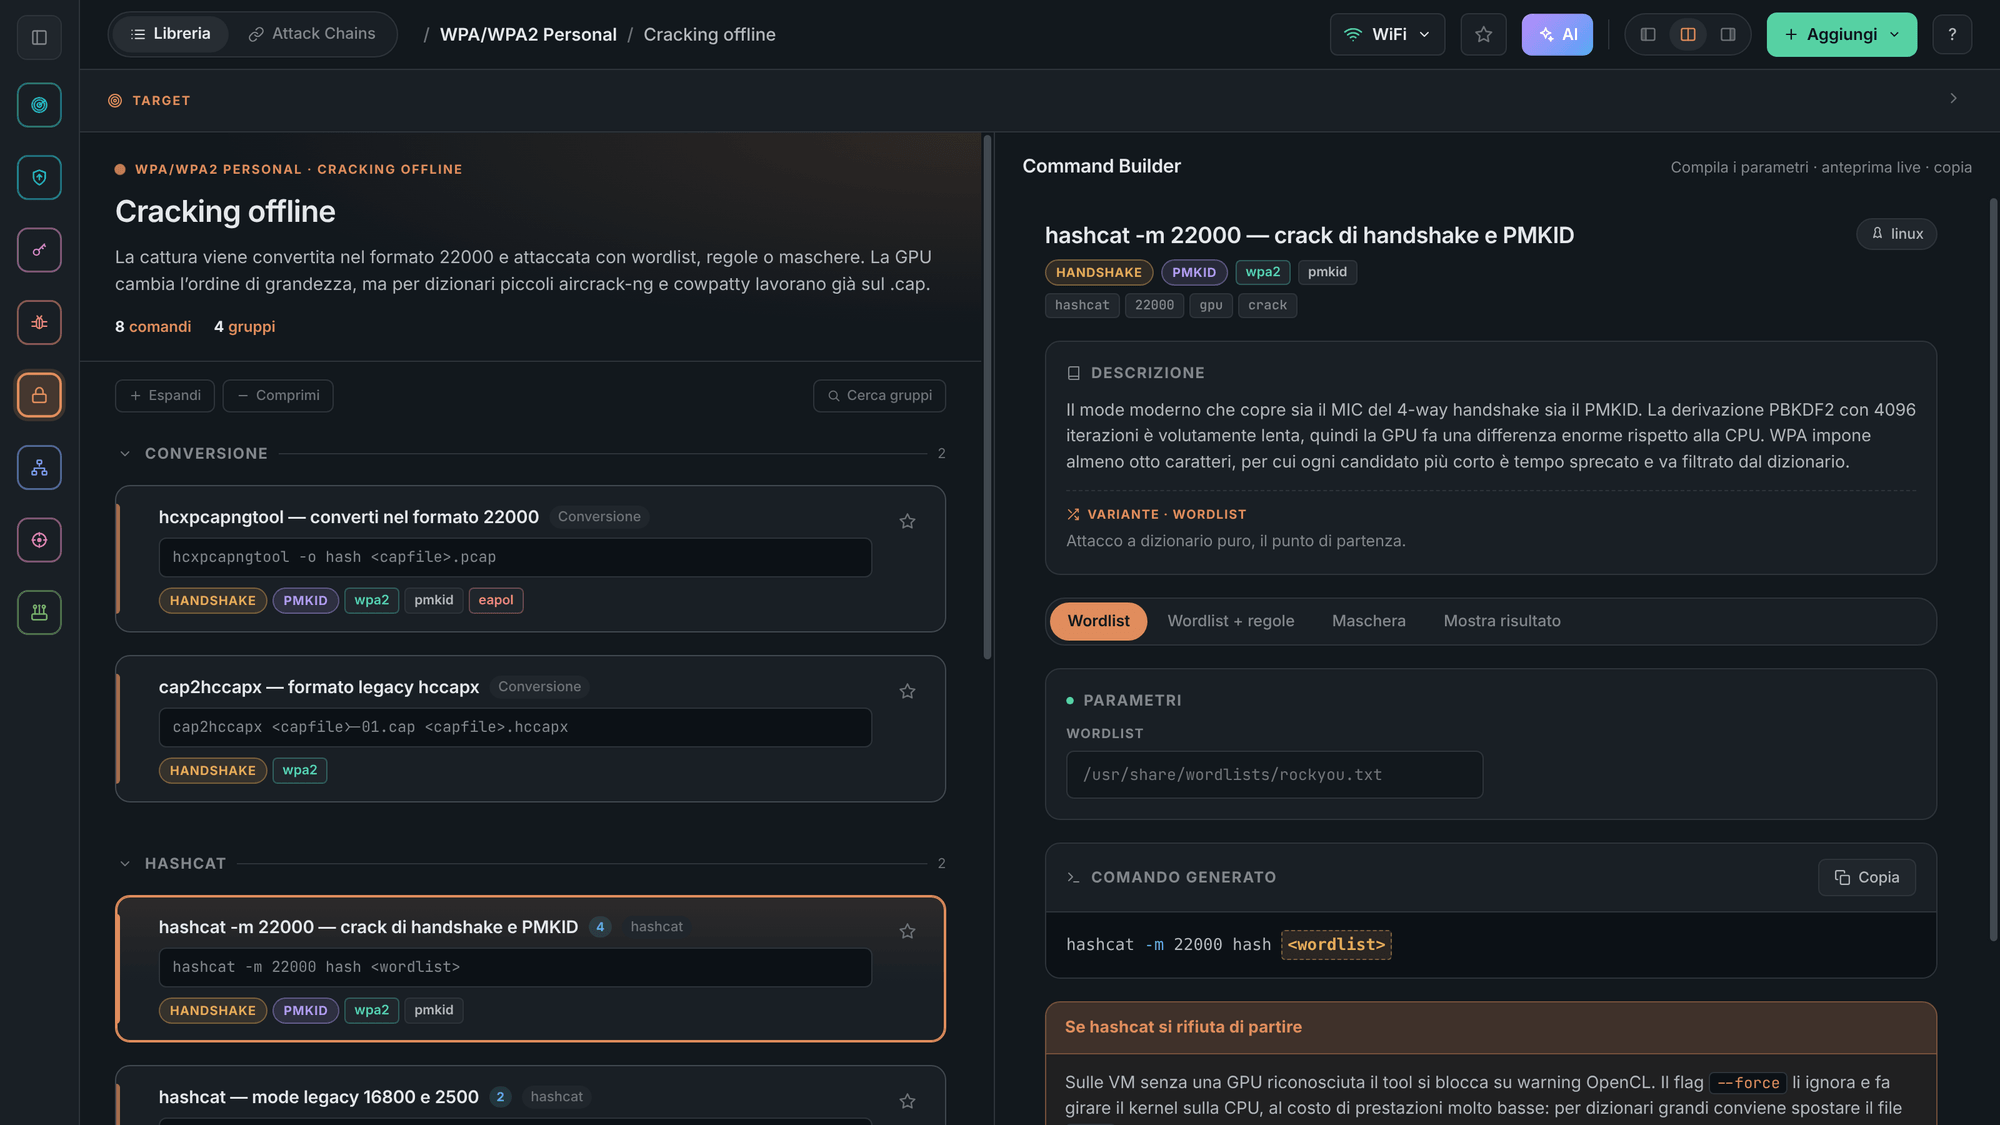 Libreria
Attack Chains
/ WPA/WPA2 Personal / Cracking offline
WiFi
AI
+ Aggiungi
?
TARGET
WPA/WPA2 PERSONAL · CRACKING OFFLINE
Cracking offline
La cattura viene convertita nel formato 22000 e attaccata con wordlist, regole o maschere. La GPU
cambia l’ordine di grandezza, ma per dizionari piccoli aircrack-ng e cowpatty lavorano già sul .cap.
8 comandi 4 gruppi
+ Espandi
− Comprimi
Cerca gruppi
CONVERSIONE 2
hcxpcapngtool — converti nel formato 22000 Conversione
hcxpcapngtool -o hash <capfile>.pcap
HANDSHAKE PMKID wpa2 pmkid eapol
cap2hccapx — formato legacy hccapx Conversione
cap2hccapx <capfile>-01.cap <capfile>.hccapx
HANDSHAKE wpa2
HASHCAT 2
hashcat -m 22000 — crack di handshake e PMKID 4 hashcat
hashcat -m 22000 hash <wordlist>
HANDSHAKE PMKID wpa2 pmkid
hashcat — mode legacy 16800 e 2500 2 hashcat
Command Builder
Compila i parametri · anteprima live · copia
hashcat -m 22000 — crack di handshake e PMKID
linux
HANDSHAKE PMKID wpa2 pmkid
hashcat 22000 gpu crack
DESCRIZIONE
Il mode moderno che copre sia il MIC del 4-way handshake sia il PMKID. La derivazione PBKDF2 con 4096
iterazioni è volutamente lenta, quindi la GPU fa una differenza enorme rispetto alla CPU. WPA impone
almeno otto caratteri, per cui ogni candidato più corto è tempo sprecato e va filtrato dal dizionario.
VARIANTE · WORDLIST
Attacco a dizionario puro, il punto di partenza.
Wordlist Wordlist + regole Maschera Mostra risultato
PARAMETRI
WORDLIST
/usr/share/wordlists/rockyou.txt
COMANDO GENERATO
Copia
hashcat -m 22000 hash <wordlist>
Se hashcat si rifiuta di partire
Sulle VM senza una GPU riconosciuta il tool si blocca su warning OpenCL. Il flag --force li ignora e fa
girare il kernel sulla CPU, al costo di prestazioni molto basse: per dizionari grandi conviene spostare il file